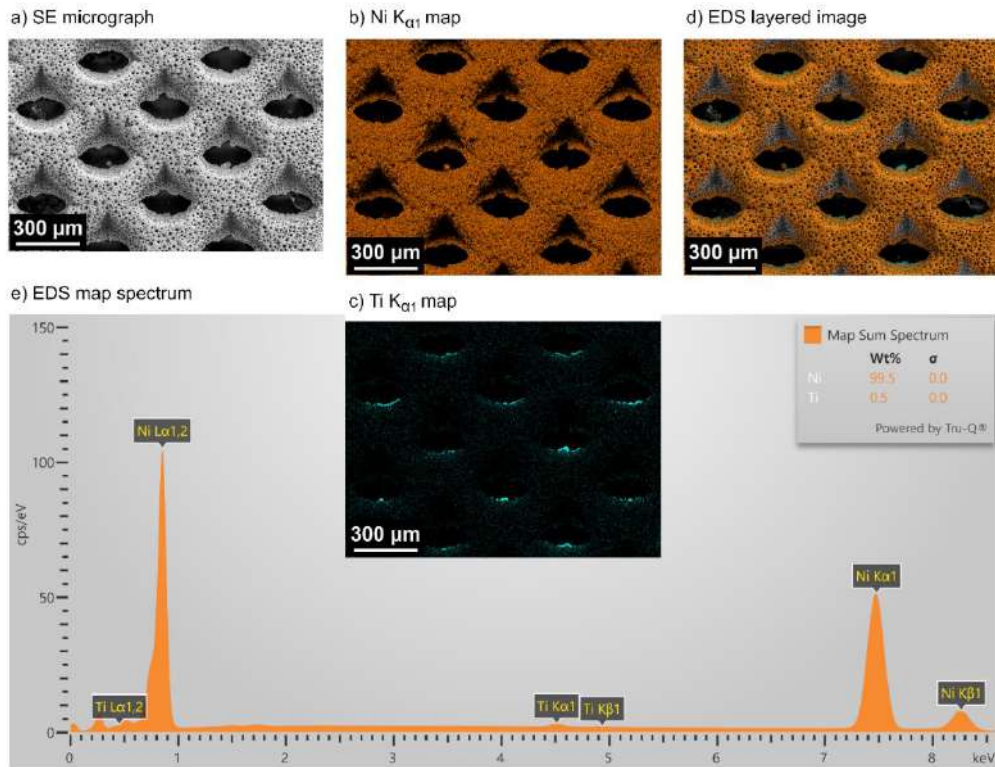 a) SE micrograph
b) Ni Kα1 map
d) EDS layered image
300 µm
300 µm
300 µm
e) EDS map spectrum
c) Ti Kα1 map
300 µm
Map Sum Spectrum
Wt% σ
Ni 99.5 0.0
Ti 0.5 0.0
Powered by Tru-Q®
cps/eV
150
100
50
0
Ni Lα1,2
Ti Lα1,2
Ti Kα1
Ti Kβ1
Ni Kα1
Ni Kβ1
0 1 2 3 4 5 6 7 8 keV